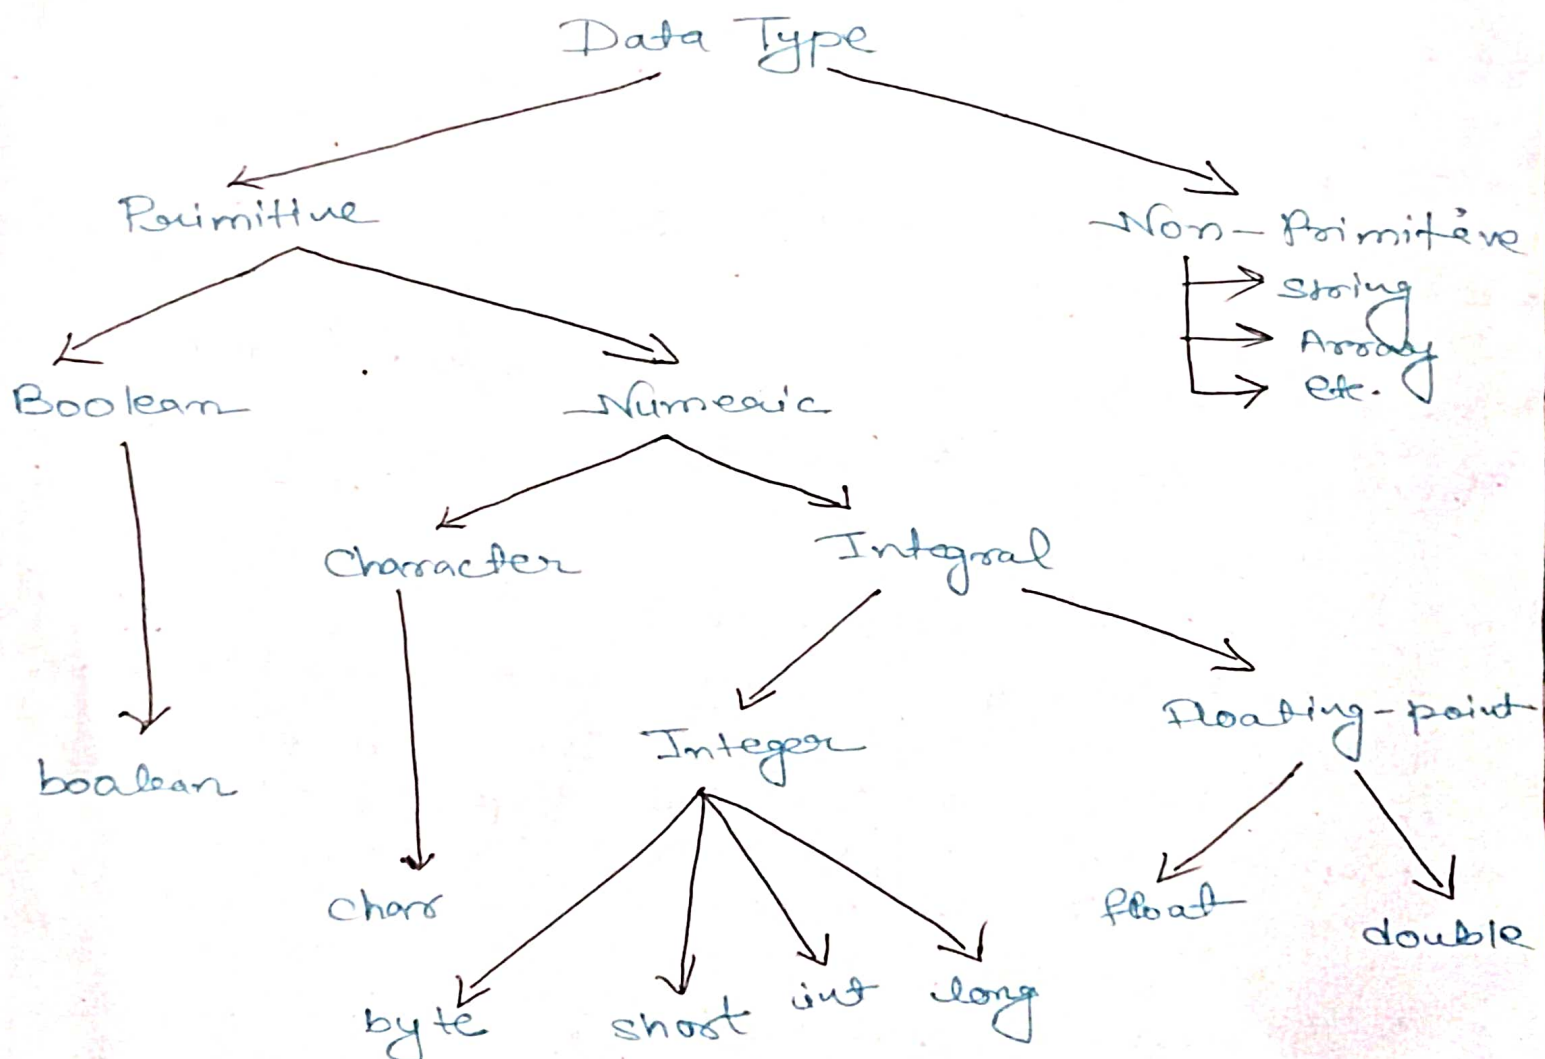 Data Type
Primitive
Non-Primitive
String
Array
etc.
Boolean
Numeric
Character
Integral
Integer
Floating-point
boolean
char
float
double
byte
short
int
long